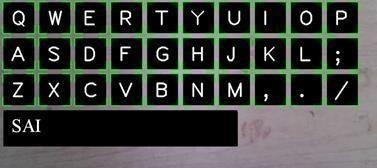 Q W E R T Y U I O P
A S D F G H J K L ;
Z X C V B N M , . /
SAI